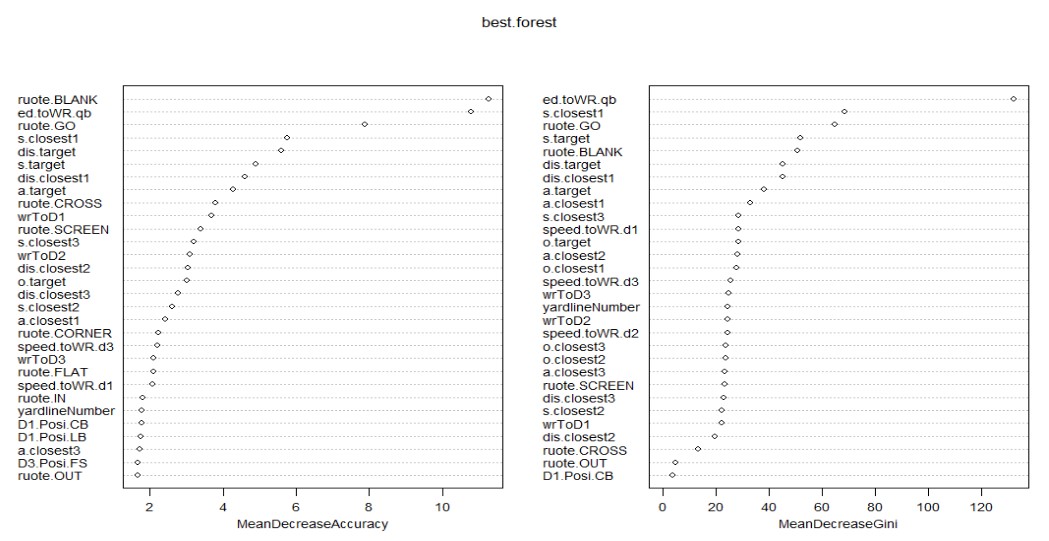 best.forest
ruote.BLANK
ed.toWR.qb
ruote.GO
s.closest1
dis.target
s.target
dis.closest1
a.target
ruote.CROSS
wrToD1
ruote.SCREEN
s.closest3
wrToD2
dis.closest2
o.target
dis.closest3
s.closest2
a.closest1
ruote.CORNER
speed.toWR.d3
wrToD3
ruote.FLAT
speed.toWR.d1
ruote.IN
yardlineNumber
D1.Posi.CB
D1.Posi.LB
a.closest3
D3.Posi.FS
ruote.OUT
2 4 6 8 10
MeanDecreaseAccuracy
ed.toWR.qb
s.closest1
ruote.GO
s.target
ruote.BLANK
dis.target
dis.closest1
a.target
a.closest1
s.closest3
speed.toWR.d1
o.target
a.closest2
o.closest1
speed.toWR.d3
wrToD3
yardlineNumber
wrToD2
speed.toWR.d2
o.closest3
o.closest2
a.closest3
ruote.SCREEN
dis.closest3
s.closest2
wrToD1
dis.closest2
ruote.CROSS
ruote.OUT
D1.Posi.CB
0 20 40 60 80 100 120
MeanDecreaseGini